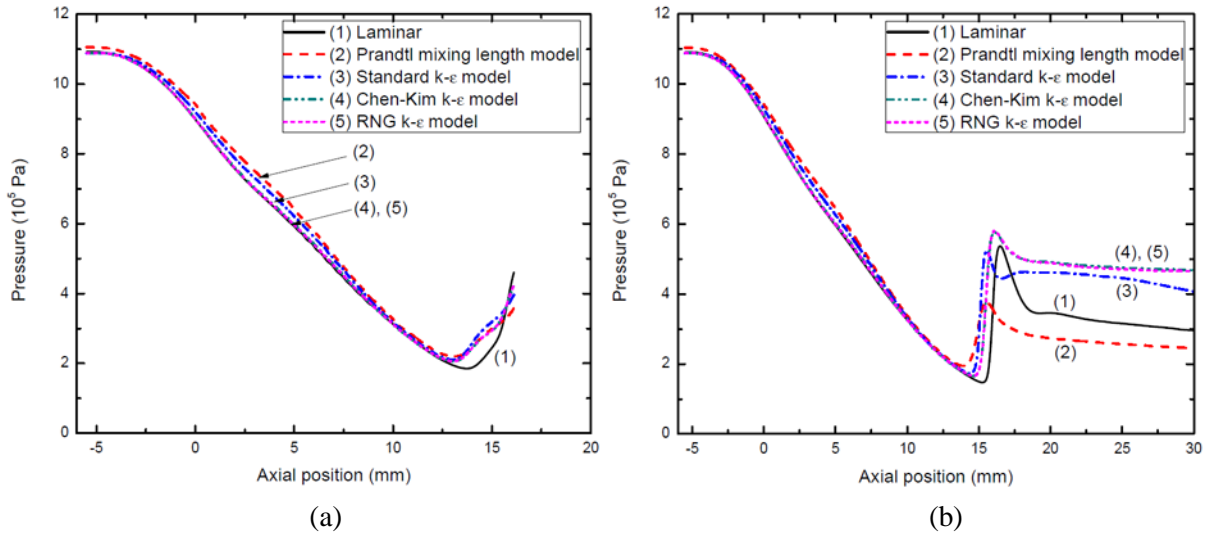 12
10
8
6
4
2
0
Pressure (10⁵ Pa)
(1) Laminar
(2) Prandtl mixing length model
(3) Standard k-ε model
(4) Chen-Kim k-ε model
(5) RNG k-ε model
(2)
(3)
(4), (5)
(1)
-5 0 5 10 15 20
Axial position (mm)
(a)
12
10
8
6
4
2
0
Pressure (10⁵ Pa)
(1) Laminar
(2) Prandtl mixing length model
(3) Standard k-ε model
(4) Chen-Kim k-ε model
(5) RNG k-ε model
(4), (5)
(3)
(1)
(2)
-5 0 5 10 15 20 25 30
Axial position (mm)
(b)